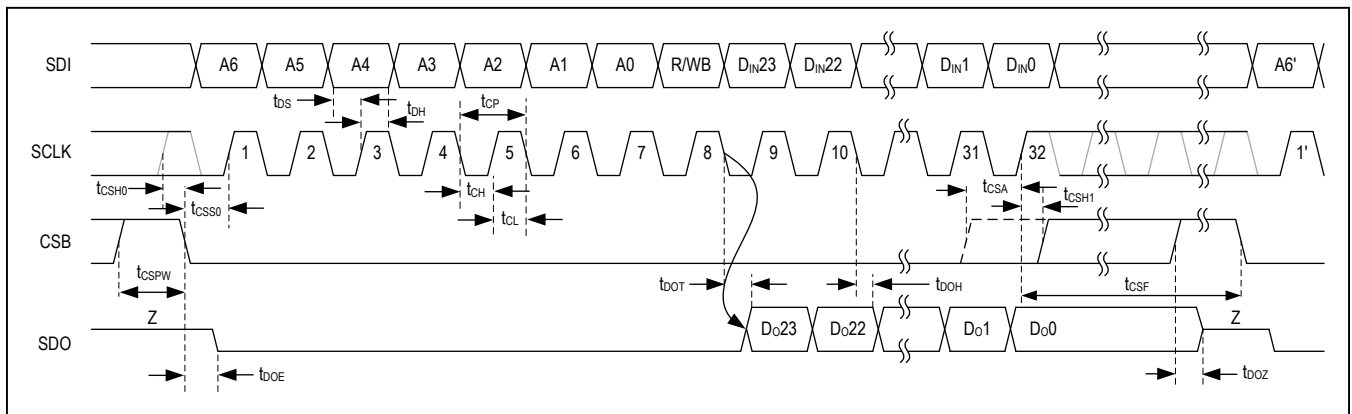 SDI A6 A5 A4 A3 A2 A1 A0 R/WB DIN23 DIN22 DIN1 DIN0 A6'
tDS tDH tCP
SCLK 1 2 3 4 5 6 7 8 9 10 31 32 1'
tCSH0 tCSS0 tCH tCL tCSA tCSH1
CSB
tCSPW tDOT tDOH tCSF
SDO Z DO23 DO22 DO1 DO0 Z
tDOE tDOZ